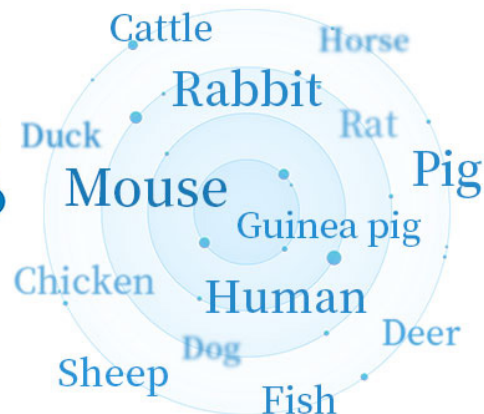 Cattle
Horse
Rabbit
Rat
Duck
Pig
Mouse
Guinea pig
Chicken
Human
Deer
Dog
Sheep
Fish